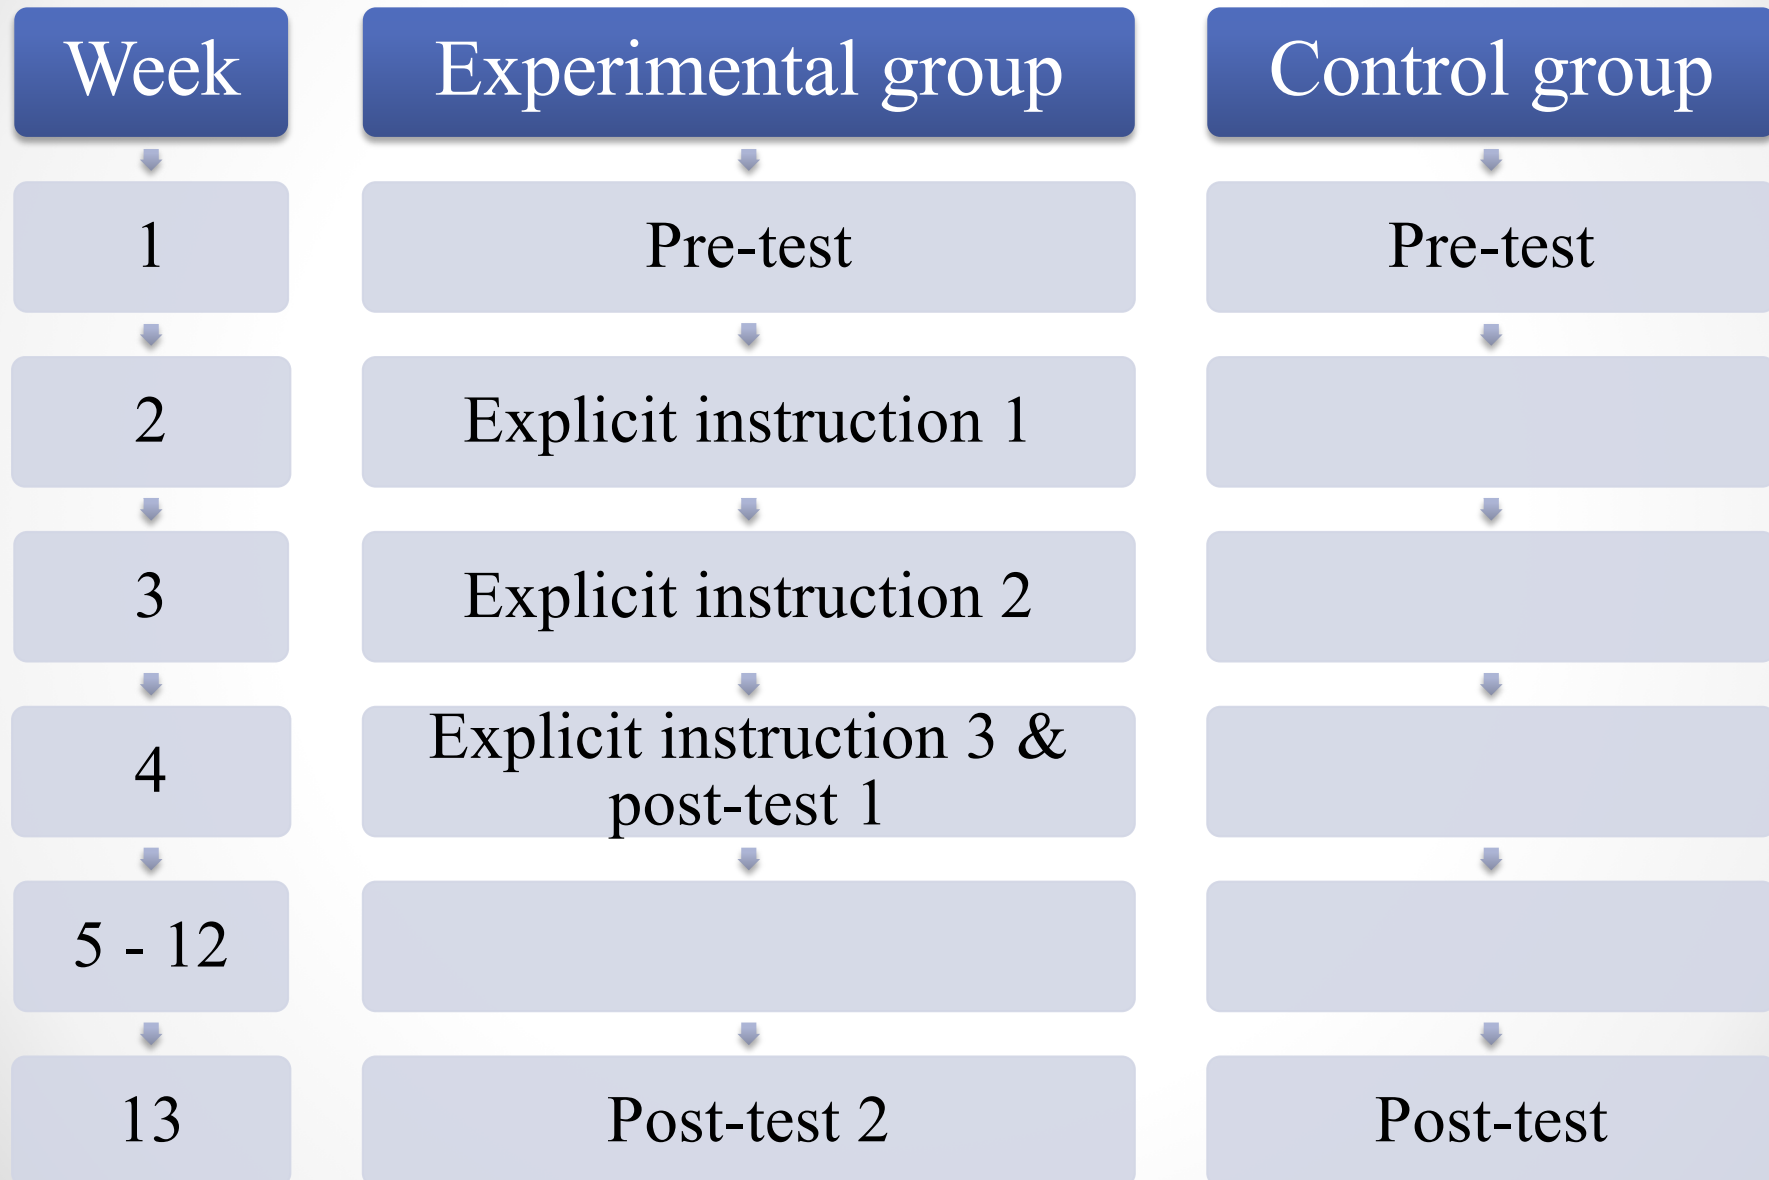 Week Experimental group Control group
1 Pre-test Pre-test
2 Explicit instruction 1
3 Explicit instruction 2
4 Explicit instruction 3 &
post-test 1
5 - 12
13 Post-test 2 Post-test